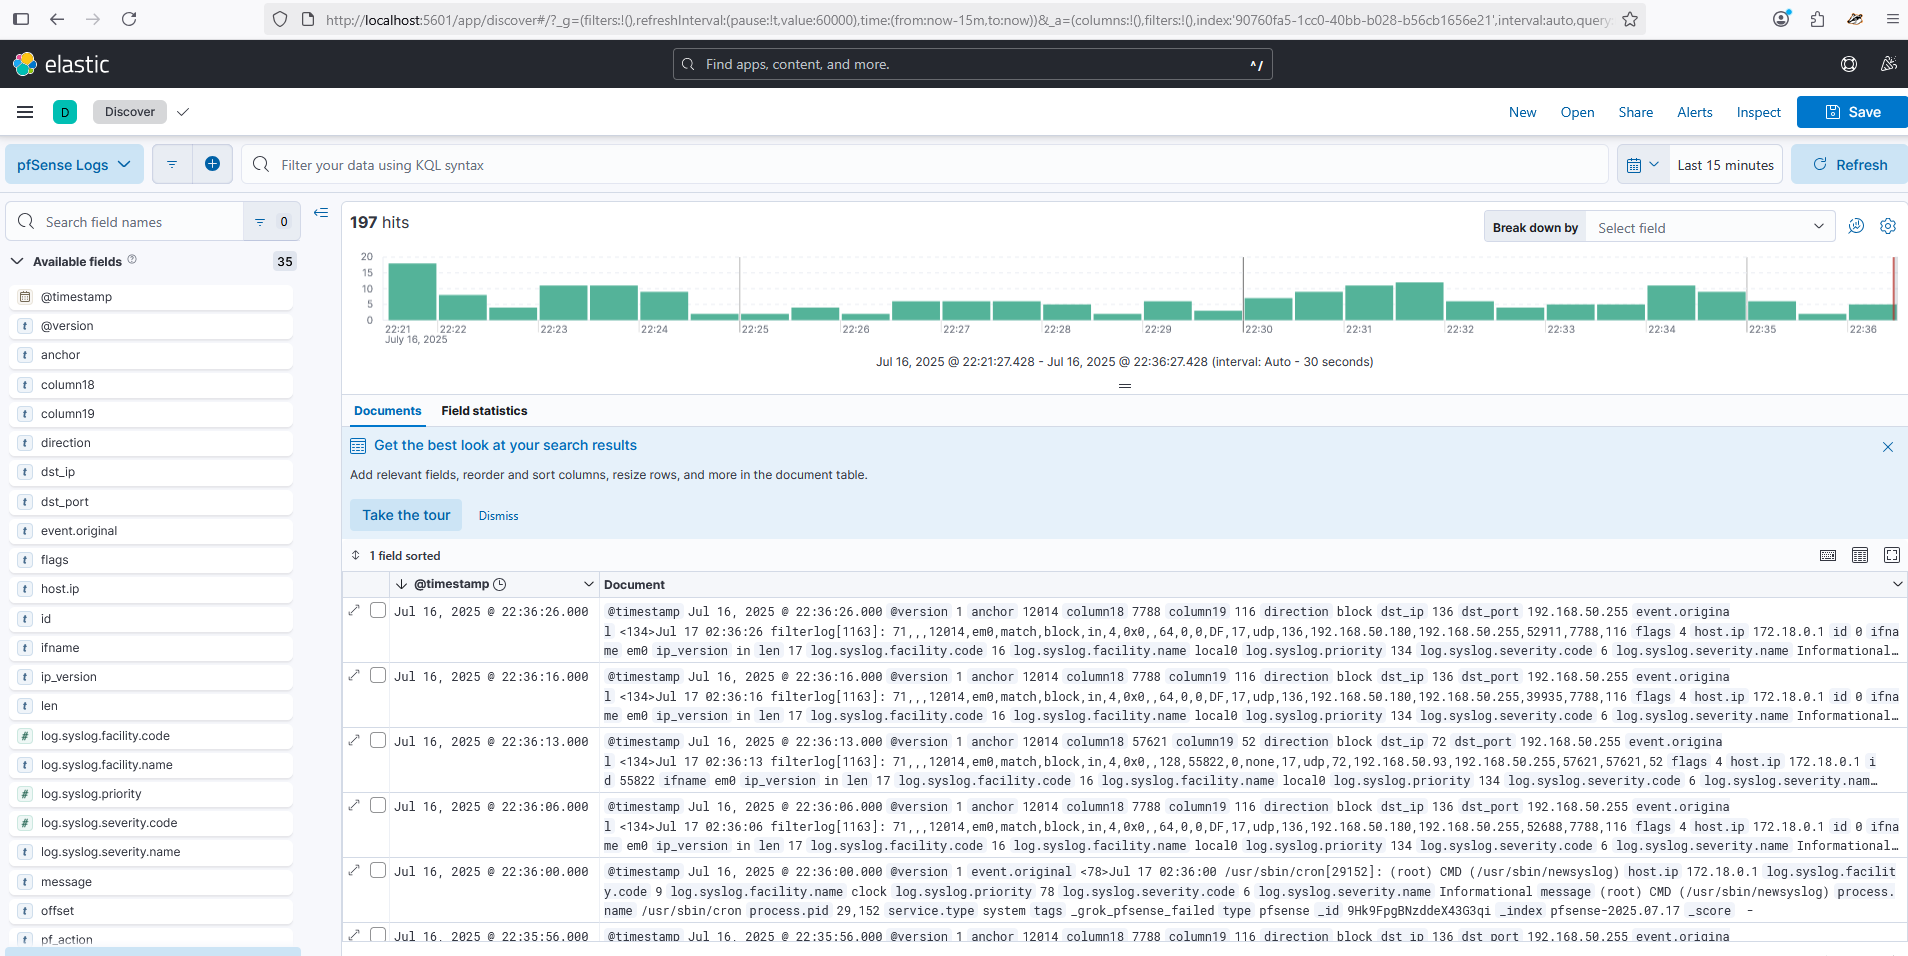 http://localhost:5601/app/discover#/?_g=(filters:!(),refreshInterval:(pause:!t,value:60000),time:(from:now-15m,to:now))&_a=(columns:!(),filters:!(),index:'90760fa5-1cc0-40bb-b028-b56cb1656e21',interval:auto,query
elastic
Find apps, content, and more.
^/
D
Discover
New
Open
Share
Alerts
Inspect
Save
pfSense Logs
Filter your data using KQL syntax
Last 15 minutes
Refresh
Search field names
0
Available fields
35
@timestamp
@version
anchor
column18
column19
direction
dst_ip
dst_port
event.original
flags
host.ip
id
ifname
ip_version
len
log.syslog.facility.code
log.syslog.facility.name
log.syslog.priority
log.syslog.severity.code
log.syslog.severity.name
message
offset
pf_action
197 hits
Break down by
Select field
20
15
10
5
0
22:21 22:22 22:23 22:24 22:25 22:26 22:27 22:28 22:29 22:30 22:31 22:32 22:33 22:34 22:35 22:36
July 16, 2025
Jul 16, 2025 @ 22:21:27.428 - Jul 16, 2025 @ 22:36:27.428 (interval: Auto - 30 seconds)
Documents
Field statistics
Get the best look at your search results
Add relevant fields, reorder and sort columns, resize rows, and more in the document table.
Take the tour
Dismiss
1 field sorted
@timestamp
Document
Jul 16, 2025 @ 22:36:26.000
@timestamp Jul 16, 2025 @ 22:36:26.000 @version 1 anchor 12014 column18 7788 column19 116 direction block dst_ip 136 dst_port 192.168.50.255 event.origina
l <134>Jul 17 02:36:26 filterlog[1163]: 71,,,12014,em0,match,block,in,4,0x0,,64,0,0,DF,17,udp,136,192.168.50.180,192.168.50.255,52911,7788,116 flags 4 host.ip 172.18.0.1 id 0 ifna
me em0 ip_version in len 17 log.syslog.facility.code 16 log.syslog.facility.name local0 log.syslog.priority 134 log.syslog.severity.code 6 log.syslog.severity.name Informational…
Jul 16, 2025 @ 22:36:16.000
@timestamp Jul 16, 2025 @ 22:36:16.000 @version 1 anchor 12014 column18 7788 column19 116 direction block dst_ip 136 dst_port 192.168.50.255 event.origina
l <134>Jul 17 02:36:16 filterlog[1163]: 71,,,12014,em0,match,block,in,4,0x0,,64,0,0,DF,17,udp,136,192.168.50.180,192.168.50.255,39935,7788,116 flags 4 host.ip 172.18.0.1 id 0 ifna
me em0 ip_version in len 17 log.syslog.facility.code 16 log.syslog.facility.name local0 log.syslog.priority 134 log.syslog.severity.code 6 log.syslog.severity.name Informational…
Jul 16, 2025 @ 22:36:13.000
@timestamp Jul 16, 2025 @ 22:36:13.000 @version 1 anchor 12014 column18 57621 column19 52 direction block dst_ip 72 dst_port 192.168.50.255 event.origina
l <134>Jul 17 02:36:13 filterlog[1163]: 71,,,12014,em0,match,block,in,4,0x0,,128,55822,0,none,17,udp,72,192.168.50.93,192.168.50.255,57621,57621,52 flags 4 host.ip 172.18.0.1 i
d 55822 ifname em0 ip_version in len 17 log.syslog.facility.code 16 log.syslog.facility.name local0 log.syslog.priority 134 log.syslog.severity.code 6 log.syslog.severity.nam…
Jul 16, 2025 @ 22:36:06.000
@timestamp Jul 16, 2025 @ 22:36:06.000 @version 1 anchor 12014 column18 7788 column19 116 direction block dst_ip 136 dst_port 192.168.50.255 event.origina
l <134>Jul 17 02:36:06 filterlog[1163]: 71,,,12014,em0,match,block,in,4,0x0,,64,0,0,DF,17,udp,136,192.168.50.180,192.168.50.255,52688,7788,116 flags 4 host.ip 172.18.0.1 id 0 ifna
me em0 ip_version in len 17 log.syslog.facility.code 16 log.syslog.facility.name local0 log.syslog.priority 134 log.syslog.severity.code 6 log.syslog.severity.name Informational…
Jul 16, 2025 @ 22:36:00.000
@timestamp Jul 16, 2025 @ 22:36:00.000 @version 1 event.original <78>Jul 17 02:36:00 /usr/sbin/cron[29152]: (root) CMD (/usr/sbin/newsyslog) host.ip 172.18.0.1 log.syslog.facilit
y.code 9 log.syslog.facility.name clock log.syslog.priority 78 log.syslog.severity.code 6 log.syslog.severity.name Informational message (root) CMD (/usr/sbin/newsyslog) process.
name /usr/sbin/cron process.pid 29,152 service.type system tags _grok_pfsense_failed type pfsense _id 9Hk9FpgBNzddeX43G3qi _index pfsense-2025.07.17 _score -
Jul 16, 2025 @ 22:35:56.000
@timestamp Jul 16, 2025 @ 22:35:56.000 @version 1 anchor 12014 column18 7788 column19 116 direction block dst_ip 136 dst_port 192.168.50.255 event.origina